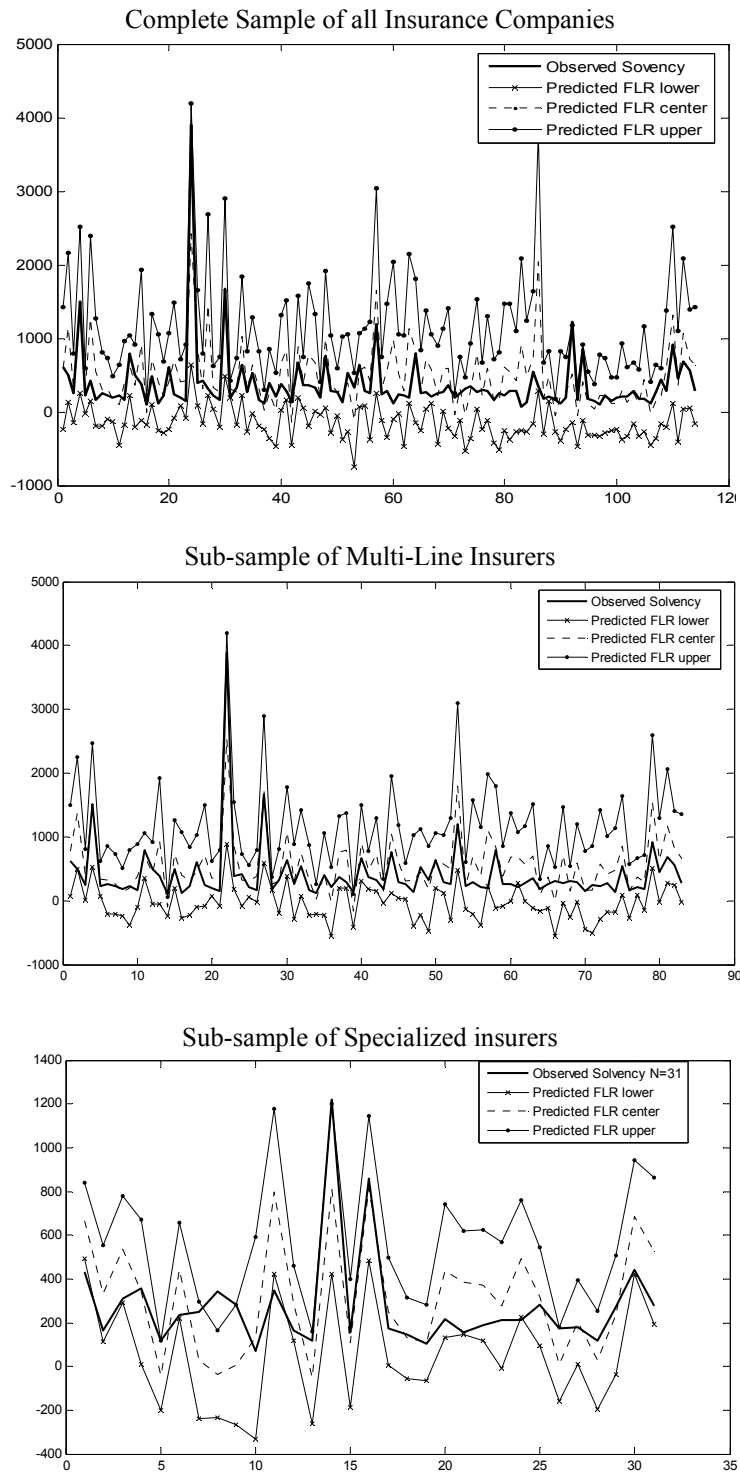 Complete Sample of all Insurance Companies
5000
4000
3000
2000
1000
0
-1000
0 20 40 60 80 100 120
Observed Sovency
Predicted FLR lower
Predicted FLR center
Predicted FLR upper
Sub-sample of Multi-Line Insurers
5000
4000
3000
2000
1000
0
-1000
0 10 20 30 40 50 60 70 80 90
Observed Solvency
Predicted FLR lower
Predicted FLR center
Predicted FLR upper
Sub-sample of Specialized insurers
1400
1200
1000
800
600
400
200
0
-200
-400
0 5 10 15 20 25 30 35
Observed Solvency N=31
Predicted FLR lower
Predicted FLR center
Predicted FLR upper